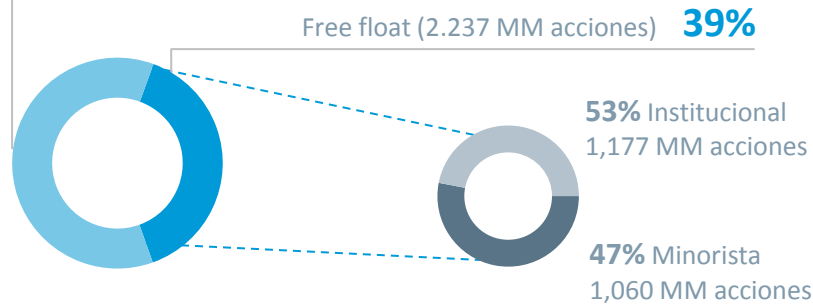 Free float (2.237 MM acciones) 39%
53% Institucional
1,177 MM acciones
47% Minorista
1,060 MM acciones